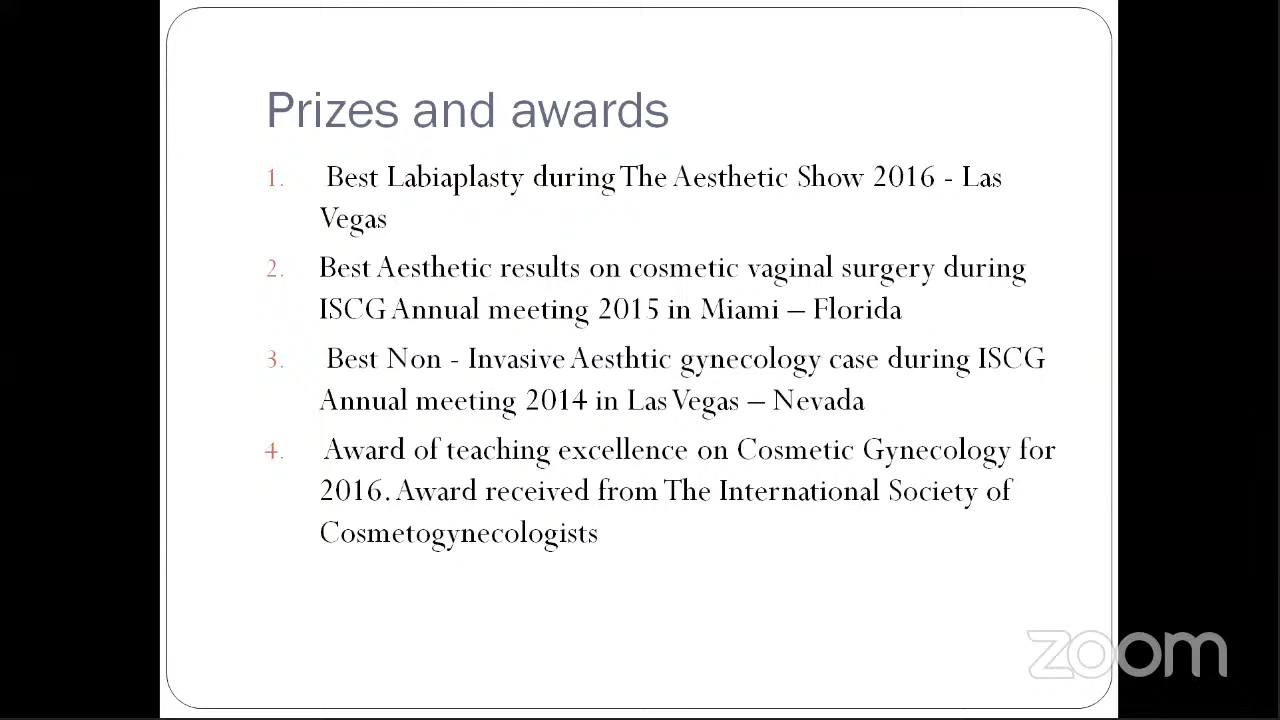 Prizes and awards
1. Best Labiaplasty during The Aesthetic Show 2016 - Las
Vegas
2. Best Aesthetic results on cosmetic vaginal surgery during
ISCG Annual meeting 2015 in Miami – Florida
3. Best Non - Invasive Aesthtic gynecology case during ISCG
Annual meeting 2014 in Las Vegas – Nevada
4. Award of teaching excellence on Cosmetic Gynecology for
2016. Award received from The International Society of
Cosmetogynecologists
zoom